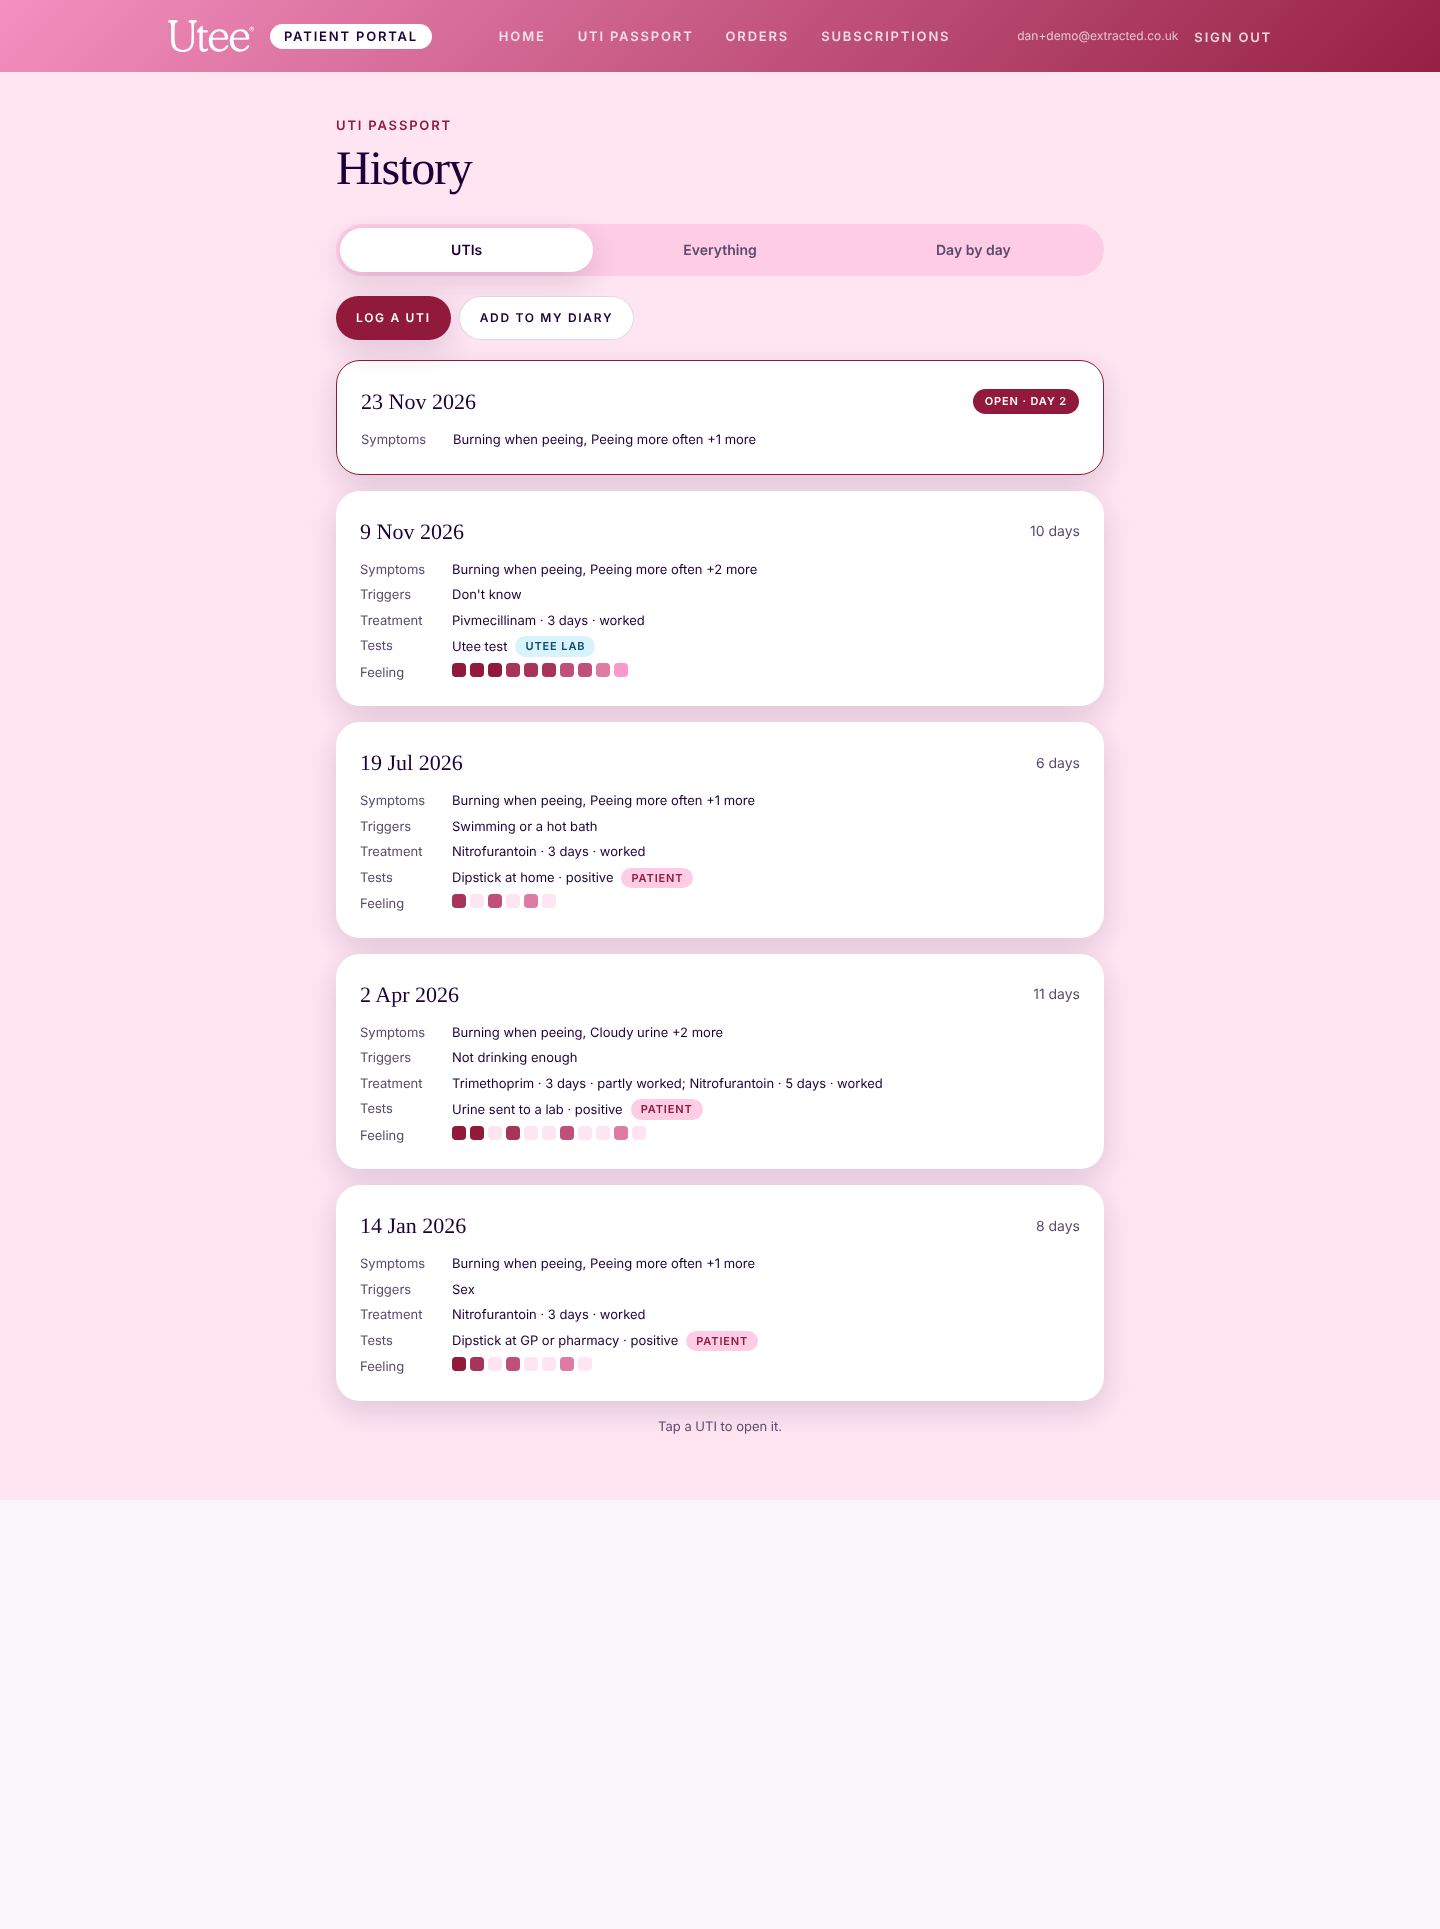 Utee® PATIENT PORTAL HOME UTI PASSPORT ORDERS SUBSCRIPTIONS dan+demo@extracted.co.uk SIGN OUT
UTI PASSPORT
History
UTIs Everything Day by day
LOG A UTI ADD TO MY DIARY
23 Nov 2026 OPEN · DAY 2
Symptoms Burning when peeing, Peeing more often +1 more
9 Nov 2026 10 days
Symptoms Burning when peeing, Peeing more often +2 more
Triggers Don't know
Treatment Pivmecillinam · 3 days · worked
Tests Utee test UTEE LAB
Feeling
19 Jul 2026 6 days
Symptoms Burning when peeing, Peeing more often +1 more
Triggers Swimming or a hot bath
Treatment Nitrofurantoin · 3 days · worked
Tests Dipstick at home · positive PATIENT
Feeling
2 Apr 2026 11 days
Symptoms Burning when peeing, Cloudy urine +2 more
Triggers Not drinking enough
Treatment Trimethoprim · 3 days · partly worked; Nitrofurantoin · 5 days · worked
Tests Urine sent to a lab · positive PATIENT
Feeling
14 Jan 2026 8 days
Symptoms Burning when peeing, Peeing more often +1 more
Triggers Sex
Treatment Nitrofurantoin · 3 days · worked
Tests Dipstick at GP or pharmacy · positive PATIENT
Feeling
Tap a UTI to open it.